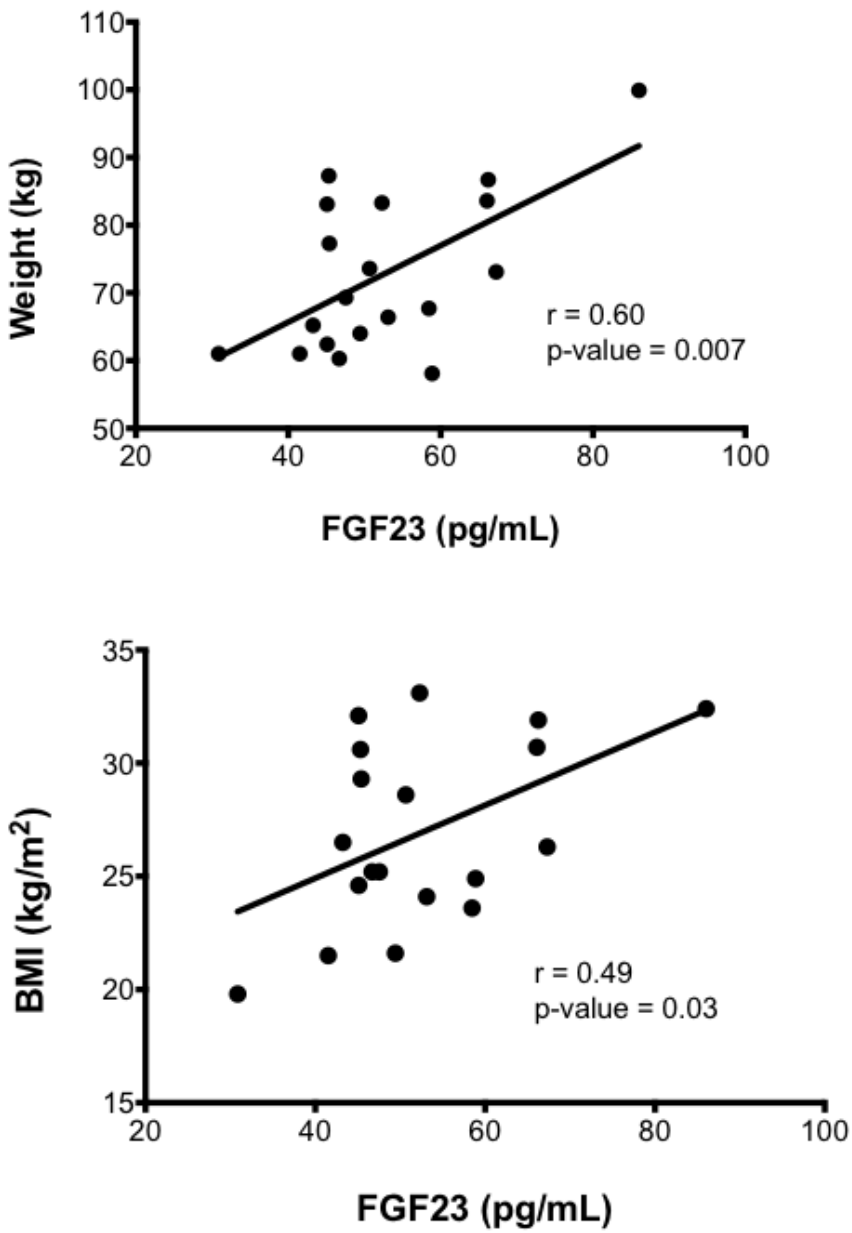 110
100
90
80
70
60
50
Weight (kg)
r = 0.60
p-value = 0.007
20 40 60 80 100
FGF23 (pg/mL)
35
30
25
20
15
BMI (kg/m²)
r = 0.49
p-value = 0.03
20 40 60 80 100
FGF23 (pg/mL)